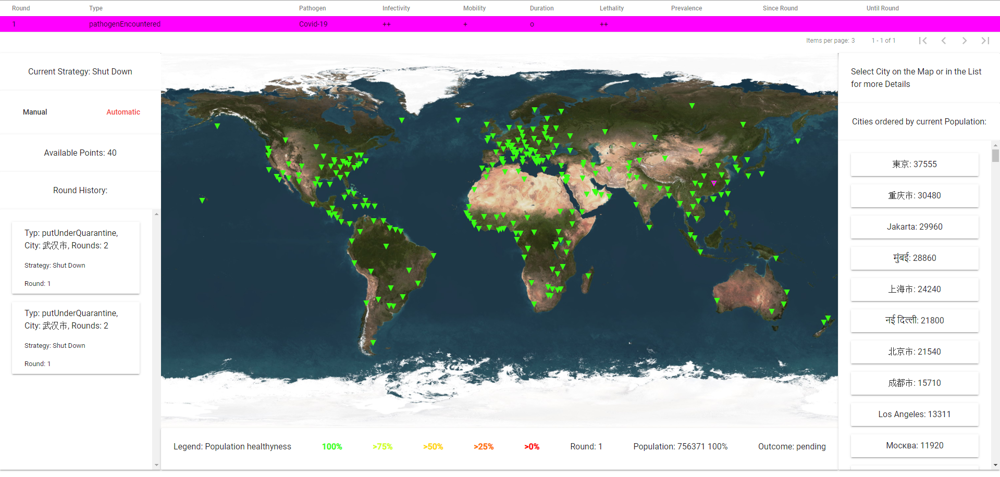 Round Type Pathogen Infectivity Mobility Duration Lethality Prevalence Since Round Until Round
1 pathogenEncountered Covid-19 ++ + o ++
Items per page: 3 1 - 1 of 1
Current Strategy: Shut Down
Manual Automatic
Available Points: 40
Round History:
Typ: putUnderQuarantine,
City: 武汉市, Rounds: 2
Strategy: Shut Down
Round: 1
Typ: putUnderQuarantine,
City: 武汉市, Rounds: 2
Strategy: Shut Down
Round: 1
Legend: Population healthyness 100% >75% >50% >25% >0% Round: 1 Population: 756371 100% Outcome: pending
Select City on the Map or in the List
for more Details
Cities ordered by current Population:
東京: 37555
重庆市: 30480
Jakarta: 29960
मुंबई: 28860
上海市: 24240
नई दिल्ली: 21800
北京市: 21540
成都市: 15710
Los Angeles: 13311
Москва: 11920